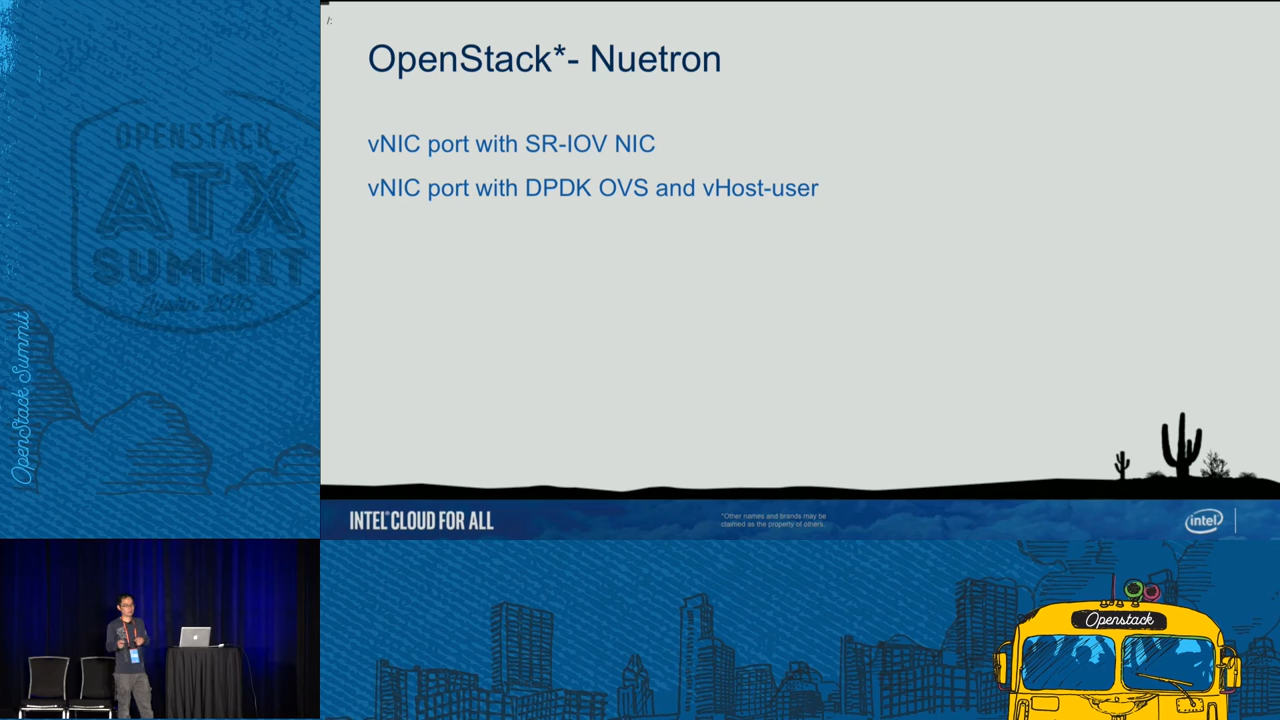 /:
OpenStack*- Nuetron
vNIC port with SR-IOV NIC
vNIC port with DPDK OVS and vHost-user
INTEL® CLOUD FOR ALL
*Other names and brands may be
claimed as the property of others.
intel
OPENSTACK
ATX
SUMMIT
Austin 2016
OpenStack Summit
Openstack